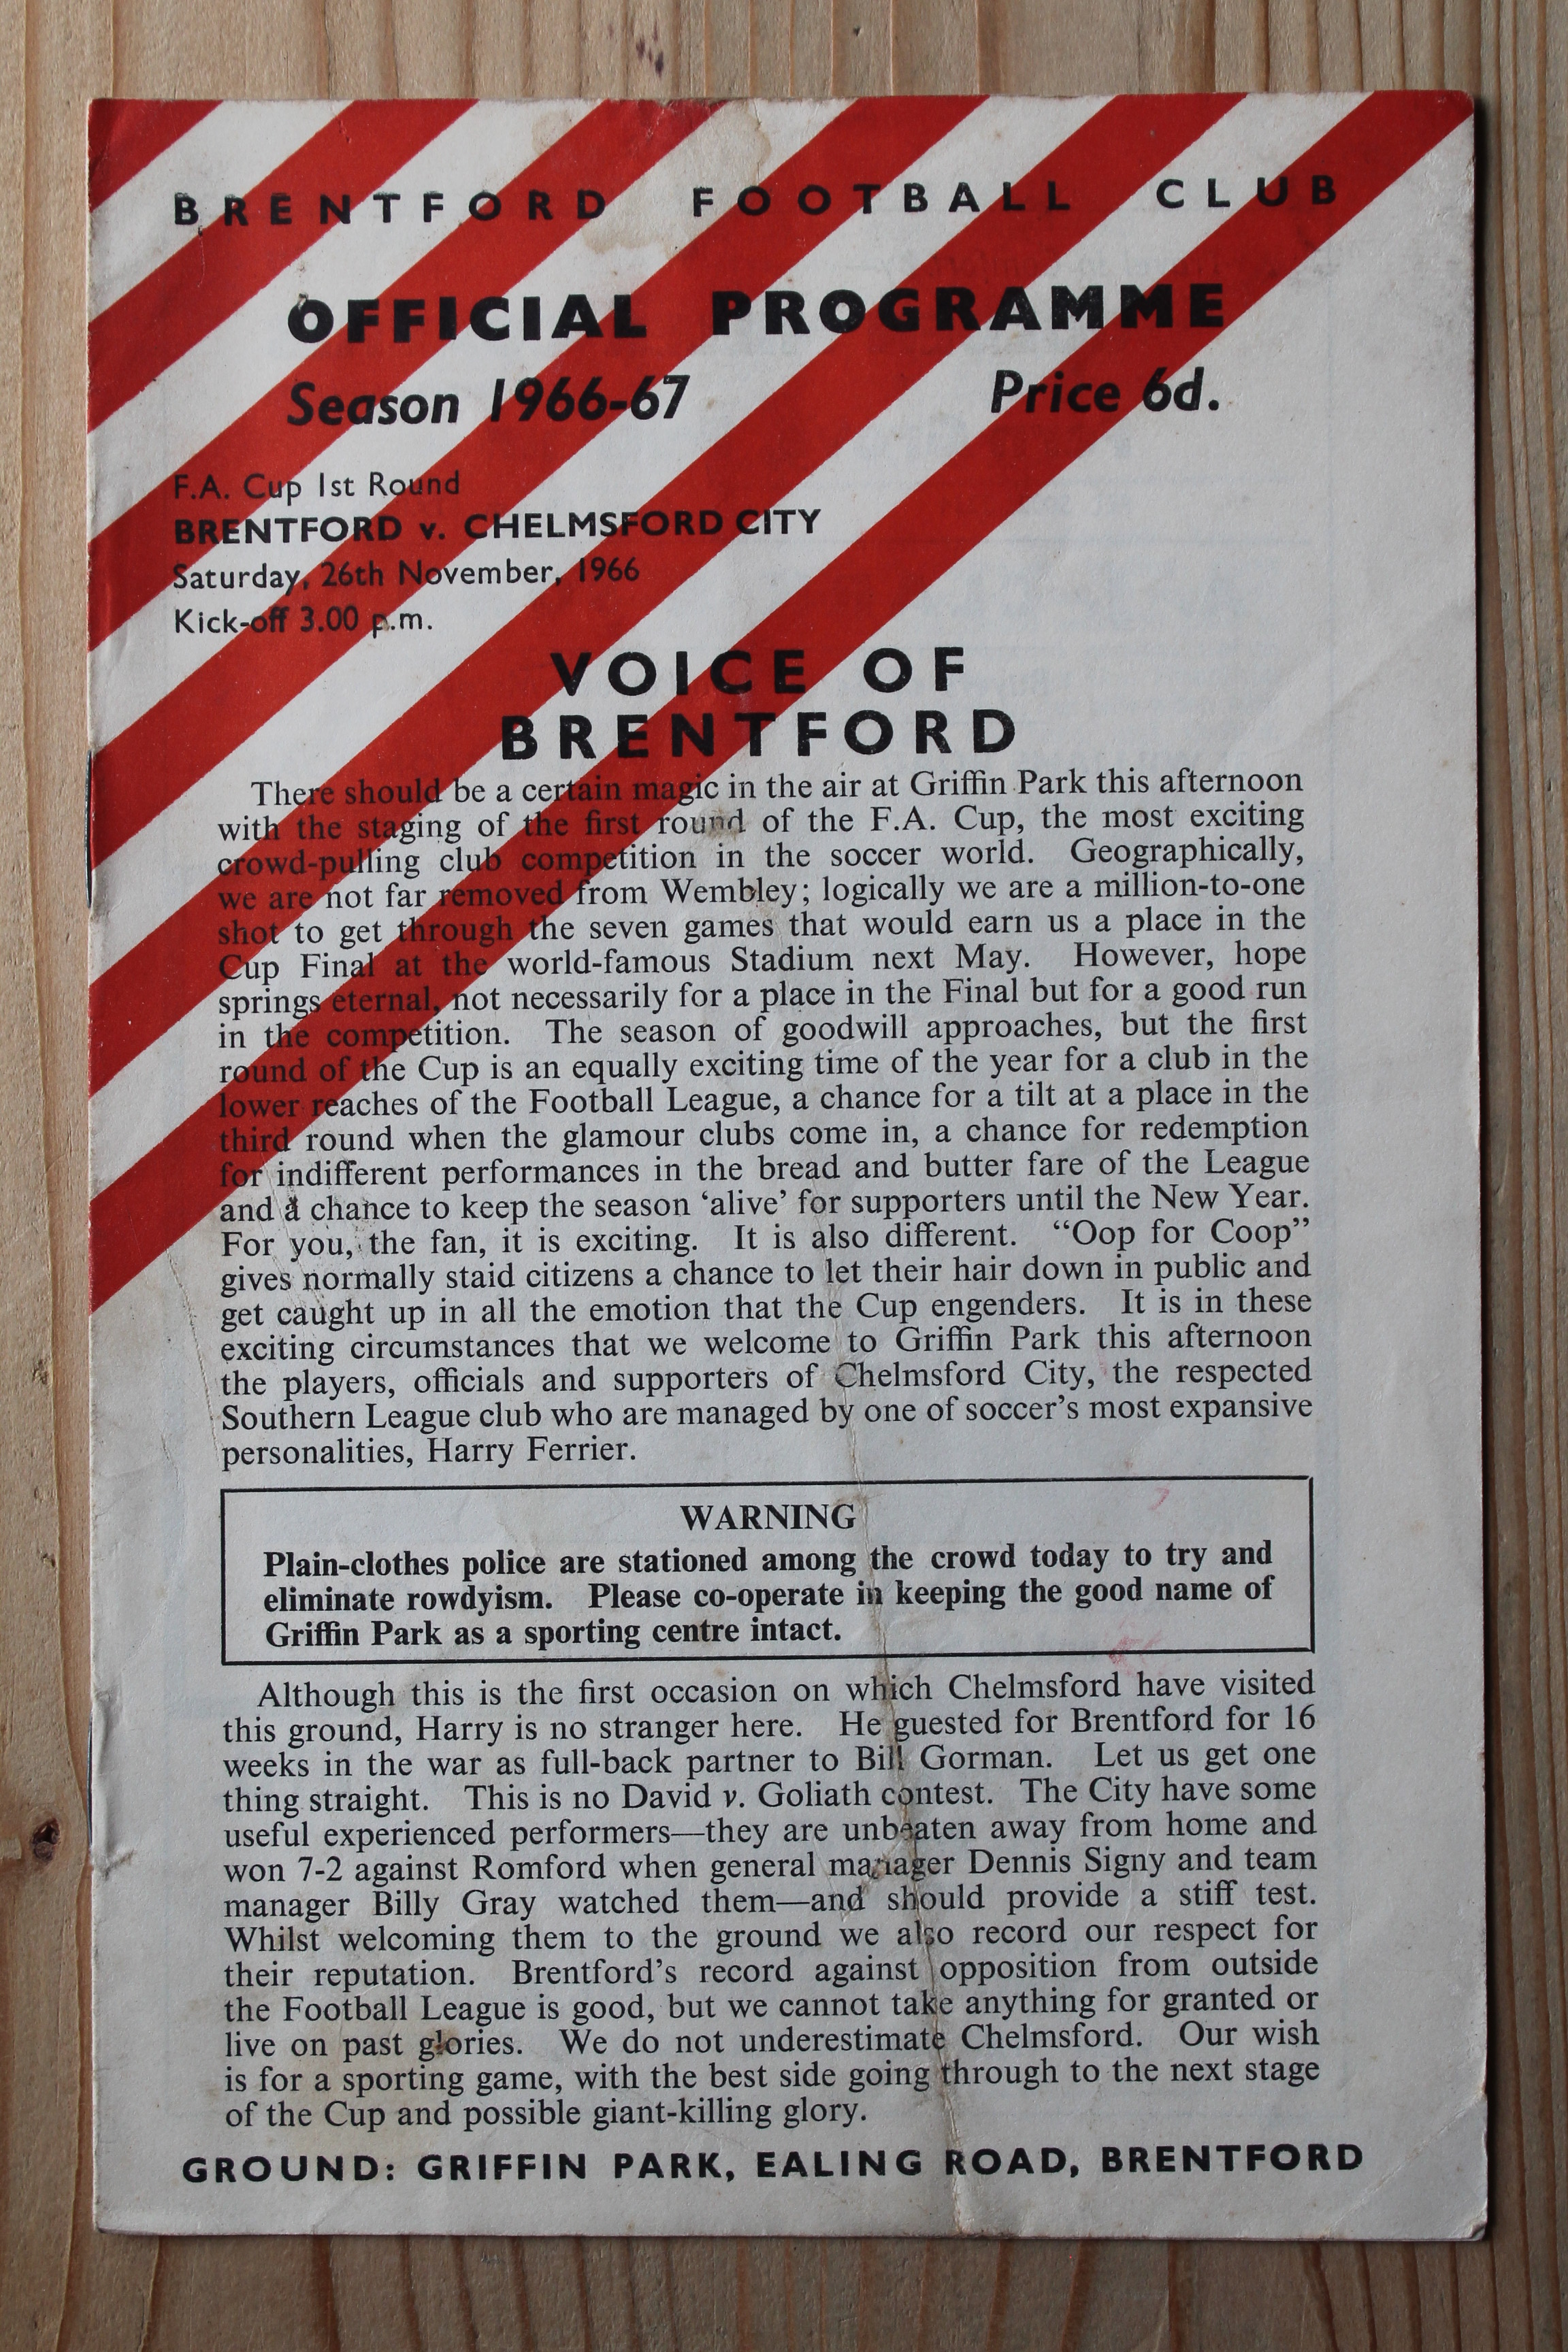 BRENTFORD FOOTBALL CLUB
OFFICIAL PROGRAMME
Season 1966-67 Price 6d.
F.A. Cup 1st Round
BRENTFORD v. CHELMSFORD CITY
Saturday, 26th November, 1966
Kick-off 3.00 p.m.
VOICE OF
BRENTFORD
There should be a certain magic in the air at Griffin Park this afternoon
with the staging of the first round of the F.A. Cup, the most exciting
crowd-pulling club competition in the soccer world. Geographically,
we are not far removed from Wembley; logically we are a million-to-one
shot to get through the seven games that would earn us a place in the
Cup Final at the world-famous Stadium next May. However, hope
springs eternal, not necessarily for a place in the Final but for a good run
in the competition. The season of goodwill approaches, but the first
round of the Cup is an equally exciting time of the year for a club in the
lower reaches of the Football League, a chance for a tilt at a place in the
third round when the glamour clubs come in, a chance for redemption
for indifferent performances in the bread and butter fare of the League
and a chance to keep the season ‘alive’ for supporters until the New Year.
For you, the fan, it is exciting. It is also different. “Oop for Coop”
gives normally staid citizens a chance to let their hair down in public and
get caught up in all the emotion that the Cup engenders. It is in these
exciting circumstances that we welcome to Griffin Park this afternoon
the players, officials and supporters of Chelmsford City, the respected
Southern League club who are managed by one of soccer’s most expansive
personalities, Harry Ferrier.
WARNING
Plain-clothes police are stationed among the crowd today to try and
eliminate rowdyism. Please co-operate in keeping the good name of
Griffin Park as a sporting centre intact.
Although this is the first occasion on which Chelmsford have visited
this ground, Harry is no stranger here. He guested for Brentford for 16
weeks in the war as full-back partner to Bill Gorman. Let us get one
thing straight. This is no David v. Goliath contest. The City have some
useful experienced performers—they are unbeaten away from home and
won 7-2 against Romford when general manager Dennis Signy and team
manager Billy Gray watched them—and should provide a stiff test.
Whilst welcoming them to the ground we also record our respect for
their reputation. Brentford’s record against opposition from outside
the Football League is good, but we cannot take anything for granted or
live on past glories. We do not underestimate Chelmsford. Our wish
is for a sporting game, with the best side going through to the next stage
of the Cup and possible giant-killing glory.
GROUND: GRIFFIN PARK, EALING ROAD, BRENTFORD